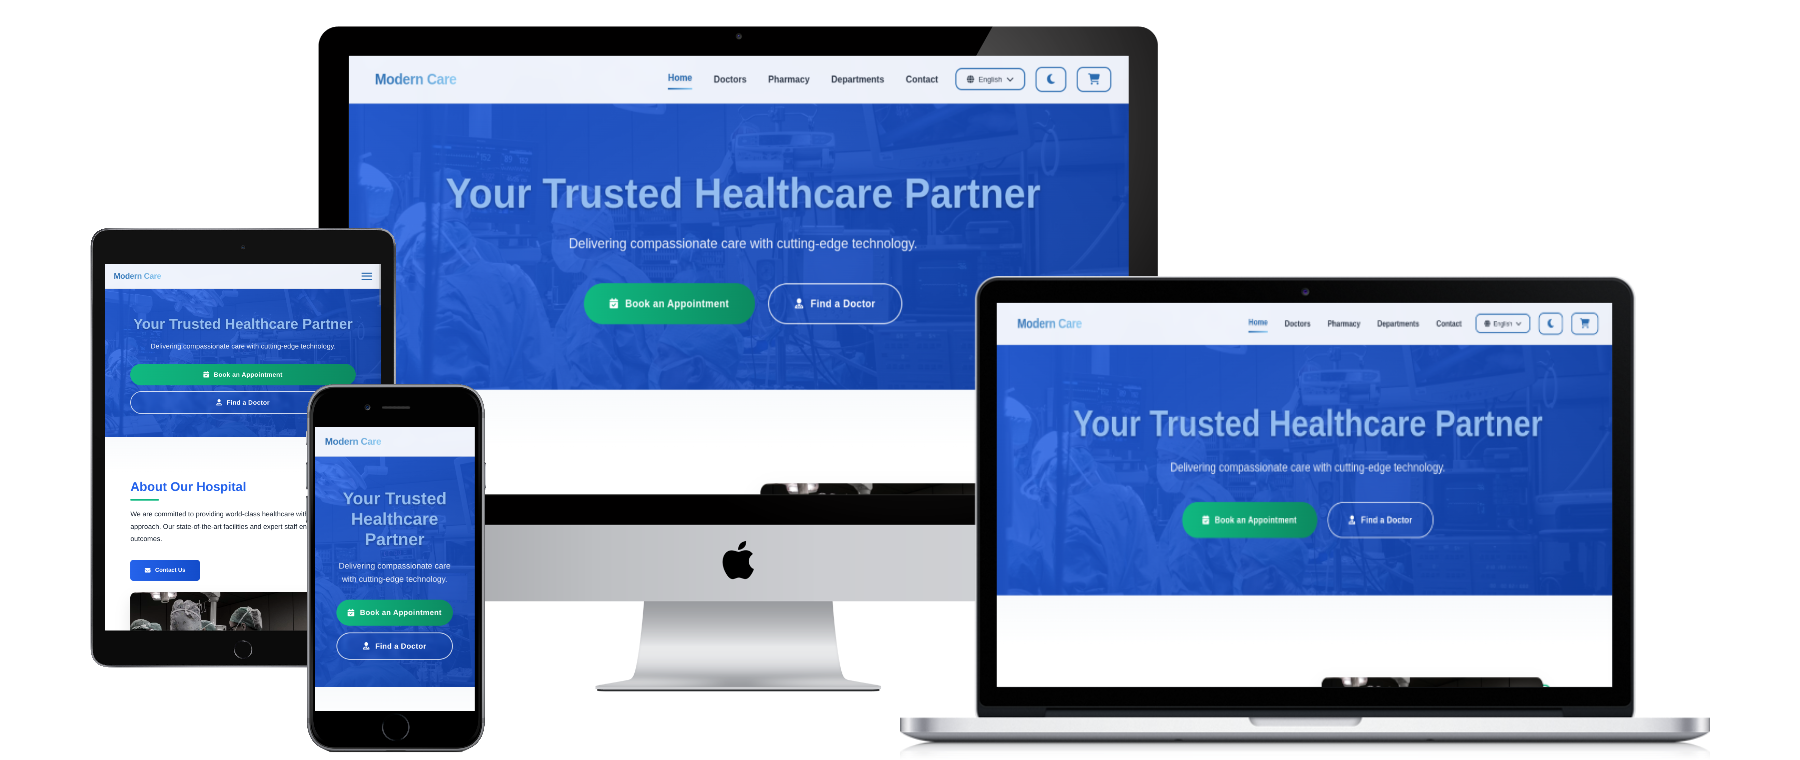 Modern Care
Home Doctors Pharmacy Departments Contact English
Your Trusted Healthcare Partner
Delivering compassionate care with cutting-edge technology.
Book an Appointment Find a Doctor
Modern Care
Your Trusted Healthcare Partner
Delivering compassionate care with cutting-edge technology.
Book an Appointment
Find a Doctor
About Our Hospital
We are committed to providing world-class healthcare with
approach. Our state-of-the-art facilities and expert staff en
outcomes.
Contact Us
Modern Care
Your Trusted
Healthcare
Partner
Delivering compassionate care
with cutting-edge technology.
Book an Appointment
Find a Doctor
Modern Care
Home Doctors Pharmacy Departments Contact English
Your Trusted Healthcare Partner
Delivering compassionate care with cutting-edge technology.
Book an Appointment Find a Doctor